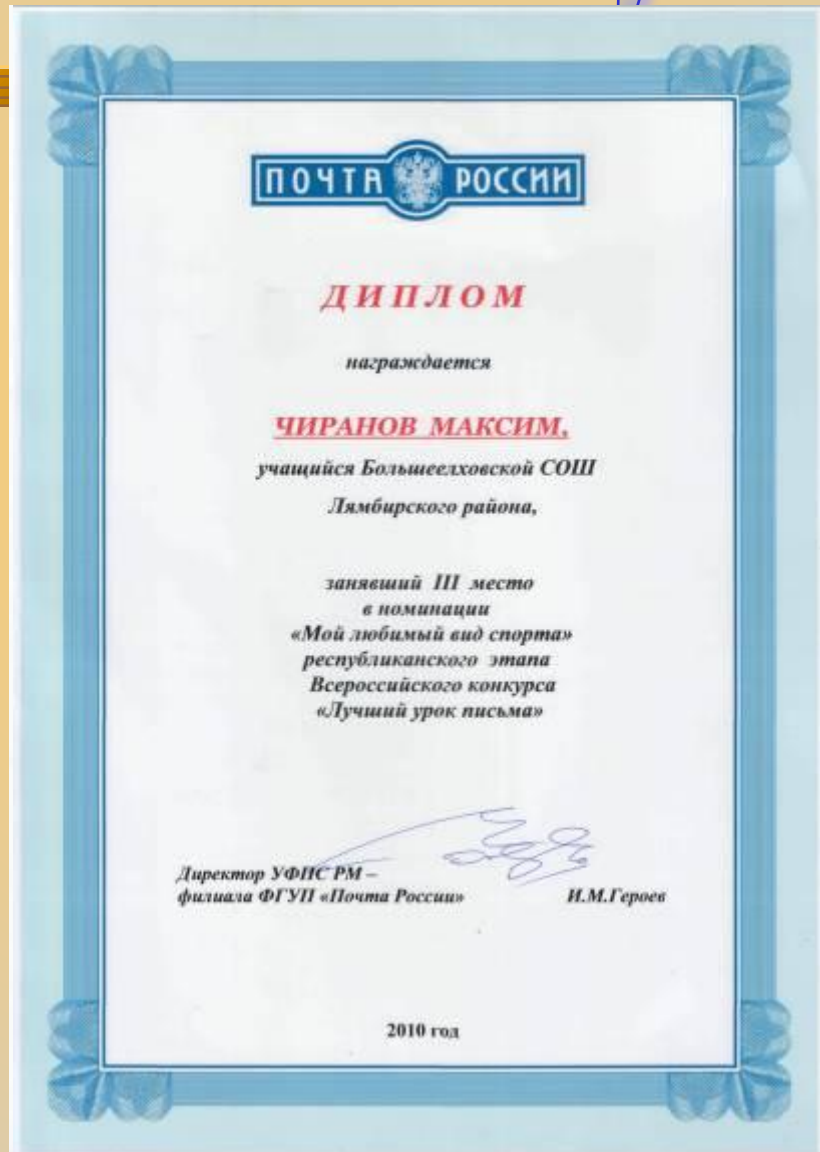 ПОЧТА РОССИИ
ДИПЛОМ
награждается
ЧИРАНОВ МАКСИМ,
учащийся Большеелховской СОШ
Лямбирского района,
занявший III место
в номинации
«Мой любимый вид спорта»
республиканского этапа
Всероссийского конкурса
«Лучший урок письма»
Директор УФПС РМ –
филиала ФГУП «Почта России» И.М.Героев
2010 год